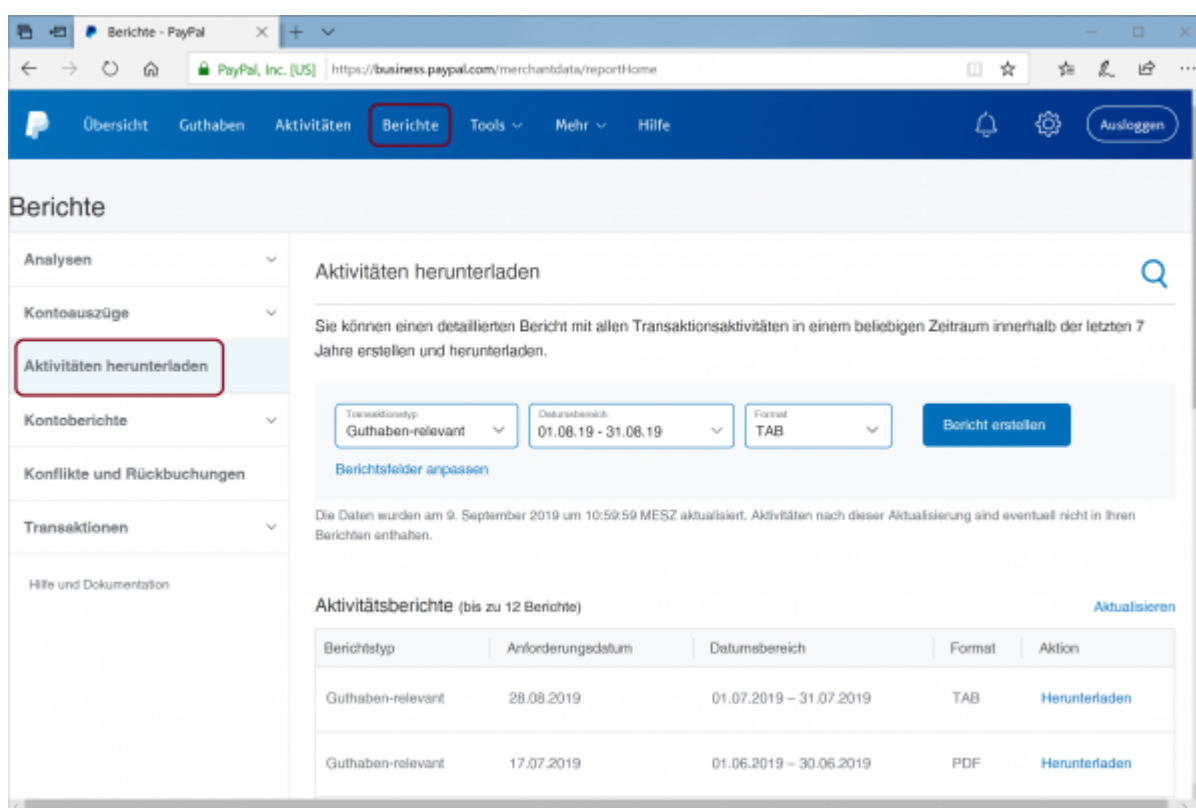 Berichte - PayPal
PayPal, Inc. [US] https://business.paypal.com/merchantdata/reportHome
Übersicht Guthaben Aktivitäten Berichte Tools Mehr Hilfe Ausloggen
Berichte
Analysen
Kontoauszüge
Aktivitäten herunterladen
Kontoberichte
Konflikte und Rückbuchungen
Transaktionen
Hilfe und Dokumentation
Aktivitäten herunterladen
Sie können einen detaillierten Bericht mit allen Transaktionsaktivitäten in einem beliebigen Zeitraum innerhalb der letzten 7
Jahre erstellen und herunterladen.
Transaktionstyp Datumsbereich Format
Guthaben-relevant 01.08.19 - 31.08.19 TAB Bericht erstellen
Berichtsfelder anpassen
Die Daten wurden am 9. September 2019 um 10:59:59 MESZ aktualisiert. Aktivitäten nach dieser Aktualisierung sind eventuell nicht in Ihren
Berichten enthalten.
Aktivitätsberichte (bis zu 12 Berichte) Aktualisieren
Berichtstyp Anforderungsdatum Datumsbereich Format Aktion
Guthaben-relevant 28.08.2019 01.07.2019 – 31.07.2019 TAB Herunterladen
Guthaben-relevant 17.07.2019 01.06.2019 – 30.06.2019 PDF Herunterladen